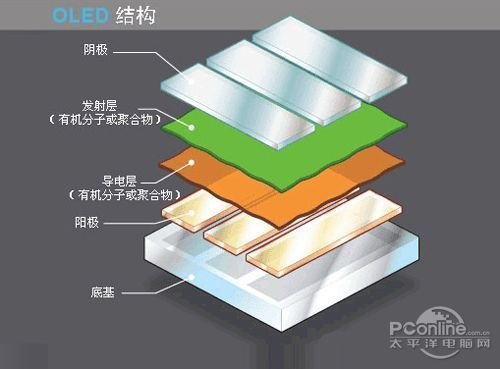 OLED 结构
阴极
发射层
（有机分子或聚合物）
导电层
（有机分子或聚合物）
阳极
底基
PConline
.com.cn
太平洋电脑网